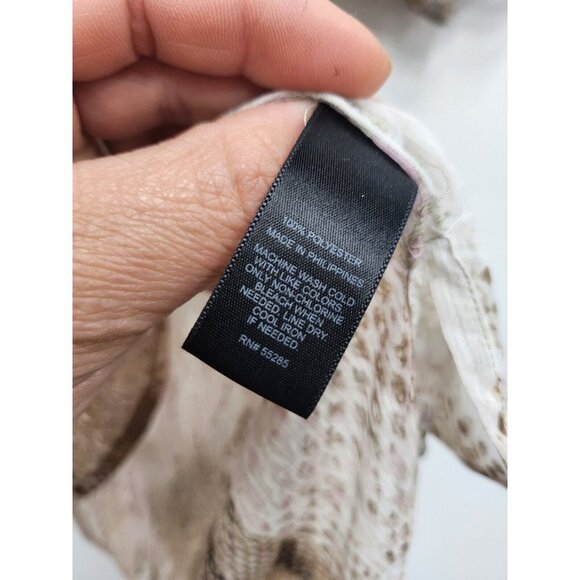 100% POLYESTER
MADE IN PHILIPPINES
MACHINE WASH COLD
WITH LIKE COLORS.
ONLY NON-CHLORINE
BLEACH WHEN
NEEDED. LINE DRY
COOL IRON
IF NEEDED.
RN# 55285